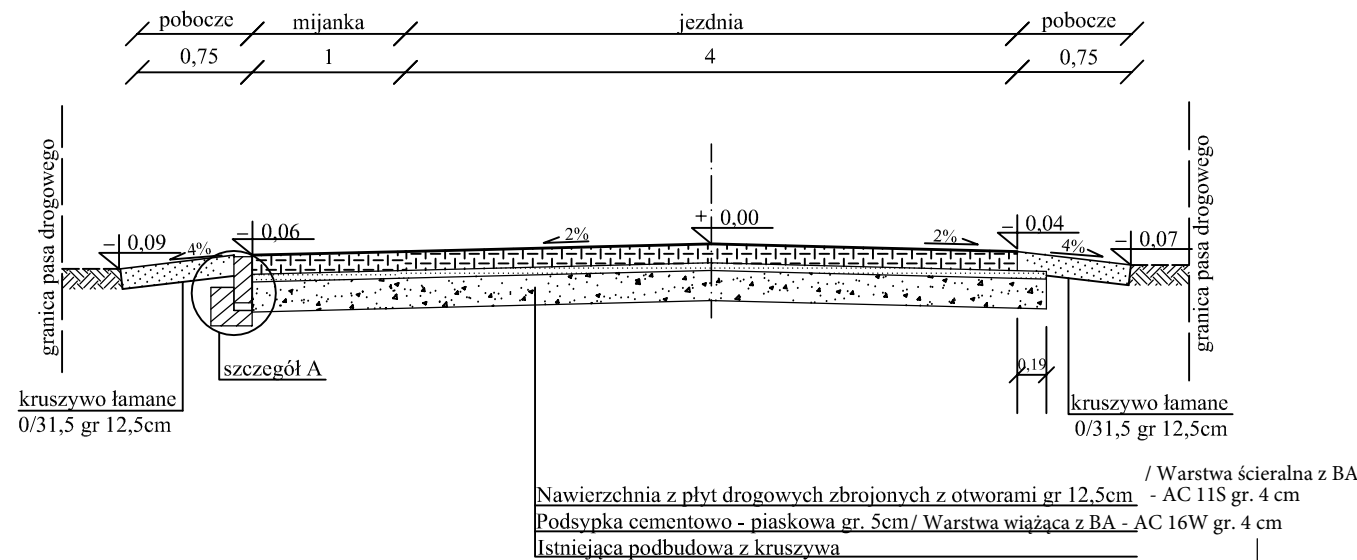 pobocze mijanka jezdnia pobocze
0,75 1 4 0,75
granica pasa drogowego
granica pasa drogowego
− 0,09 4% − 0,06 2% + 0,00 2% − 0,04 4% − 0,07
szczegół A
0,19
kruszywo łamane
0/31,5 gr 12,5cm
kruszywo łamane
0/31,5 gr 12,5cm
Nawierzchnia z płyt drogowych zbrojonych z otworami gr 12,5cm
/ Warstwa ścieralna z BA
- AC 11S gr. 4 cm
Podsypka cementowo - piaskowa gr. 5cm/ Warstwa wiążąca z BA - AC 16W gr. 4 cm
Istniejąca podbudowa z kruszywa